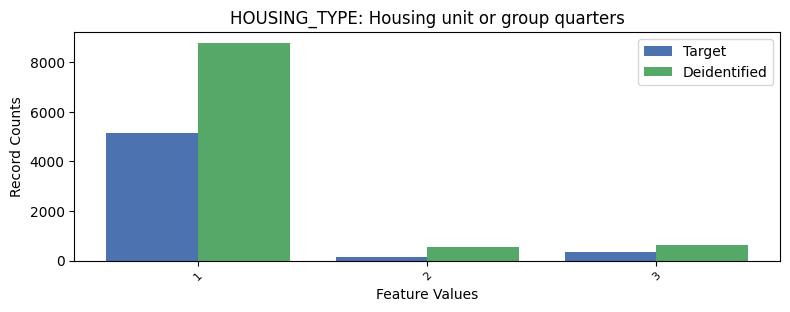 HOUSING_TYPE: Housing unit or group quarters
Target
Deidentified
Record Counts
8000
6000
4000
2000
0
1
2
3
Feature Values